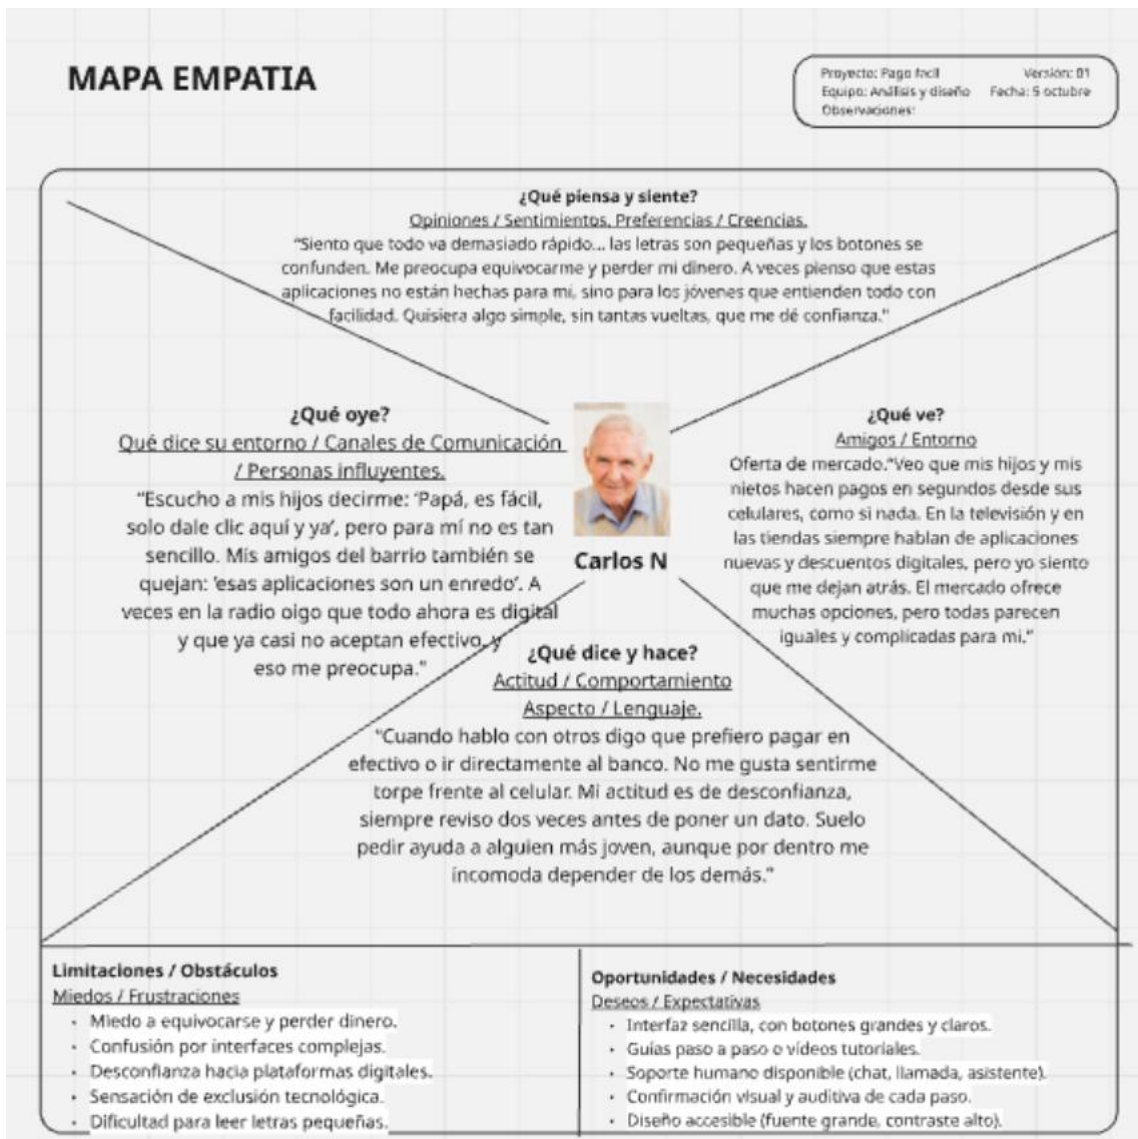 MAPA EMPATIA
Proyecto: Pago facil
Versión: 01
Equipo: Análisis y diseño
Fecha: 5 octubre
Observaciones:
¿Qué piensa y siente?
Opiniones / Sentimientos, Preferencias / Creencias.
“Siento que todo va demasiado rápido... las letras son pequeñas y los botones se
confunden. Me preocupa equivocarme y perder mi dinero. A veces pienso que estas
aplicaciones no están hechas para mí, sino para los jóvenes que entienden todo con
facilidad. Quisiera algo simple, sin tantas vueltas, que me dé confianza.”
¿Qué oye?
Qué dice su entorno / Canales de Comunicación
/ Personas influyentes.
“Escucho a mis hijos decirme: ‘Papá, es fácil,
solo dale clic aquí y ya’, pero para mí no es tan
sencillo. Mis amigos del barrio también se
quejan: ‘esas aplicaciones son un enredo’. A
veces en la radio oigo que todo ahora es digital
y que ya casi no aceptan efectivo, y
eso me preocupa.”
Carlos N
¿Qué ve?
Amigos / Entorno
Oferta de mercado.“Veo que mis hijos y mis
nietos hacen pagos en segundos desde sus
celulares, como si nada. En la televisión y en
las tiendas siempre hablan de aplicaciones
nuevas y descuentos digitales, pero yo siento
que me dejan atrás. El mercado ofrece
muchas opciones, pero todas parecen
iguales y complicadas para mi.”
¿Qué dice y hace?
Actitud / Comportamiento
Aspecto / Lenguaje.
“Cuando hablo con otros digo que prefiero pagar en
efectivo o ir directamente al banco. No me gusta sentirme
torpe frente al celular. Mi actitud es de desconfianza,
siempre reviso dos veces antes de poner un dato. Suelo
pedir ayuda a alguien más joven, aunque por dentro me
incomoda depender de los demás.”
Limitaciones / Obstáculos
Miedos / Frustraciones
• Miedo a equivocarse y perder dinero.
• Confusión por interfaces complejas.
• Desconfianza hacia plataformas digitales.
• Sensación de exclusión tecnológica.
• Dificultad para leer letras pequeñas.
Oportunidades / Necesidades
Deseos / Expectativas
• Interfaz sencilla, con botones grandes y claros.
• Guías paso a paso o vídeos tutoriales.
• Soporte humano disponible (chat, llamada, asistente).
• Confirmación visual y auditiva de cada paso.
• Diseño accesible (fuente grande, contraste alto).